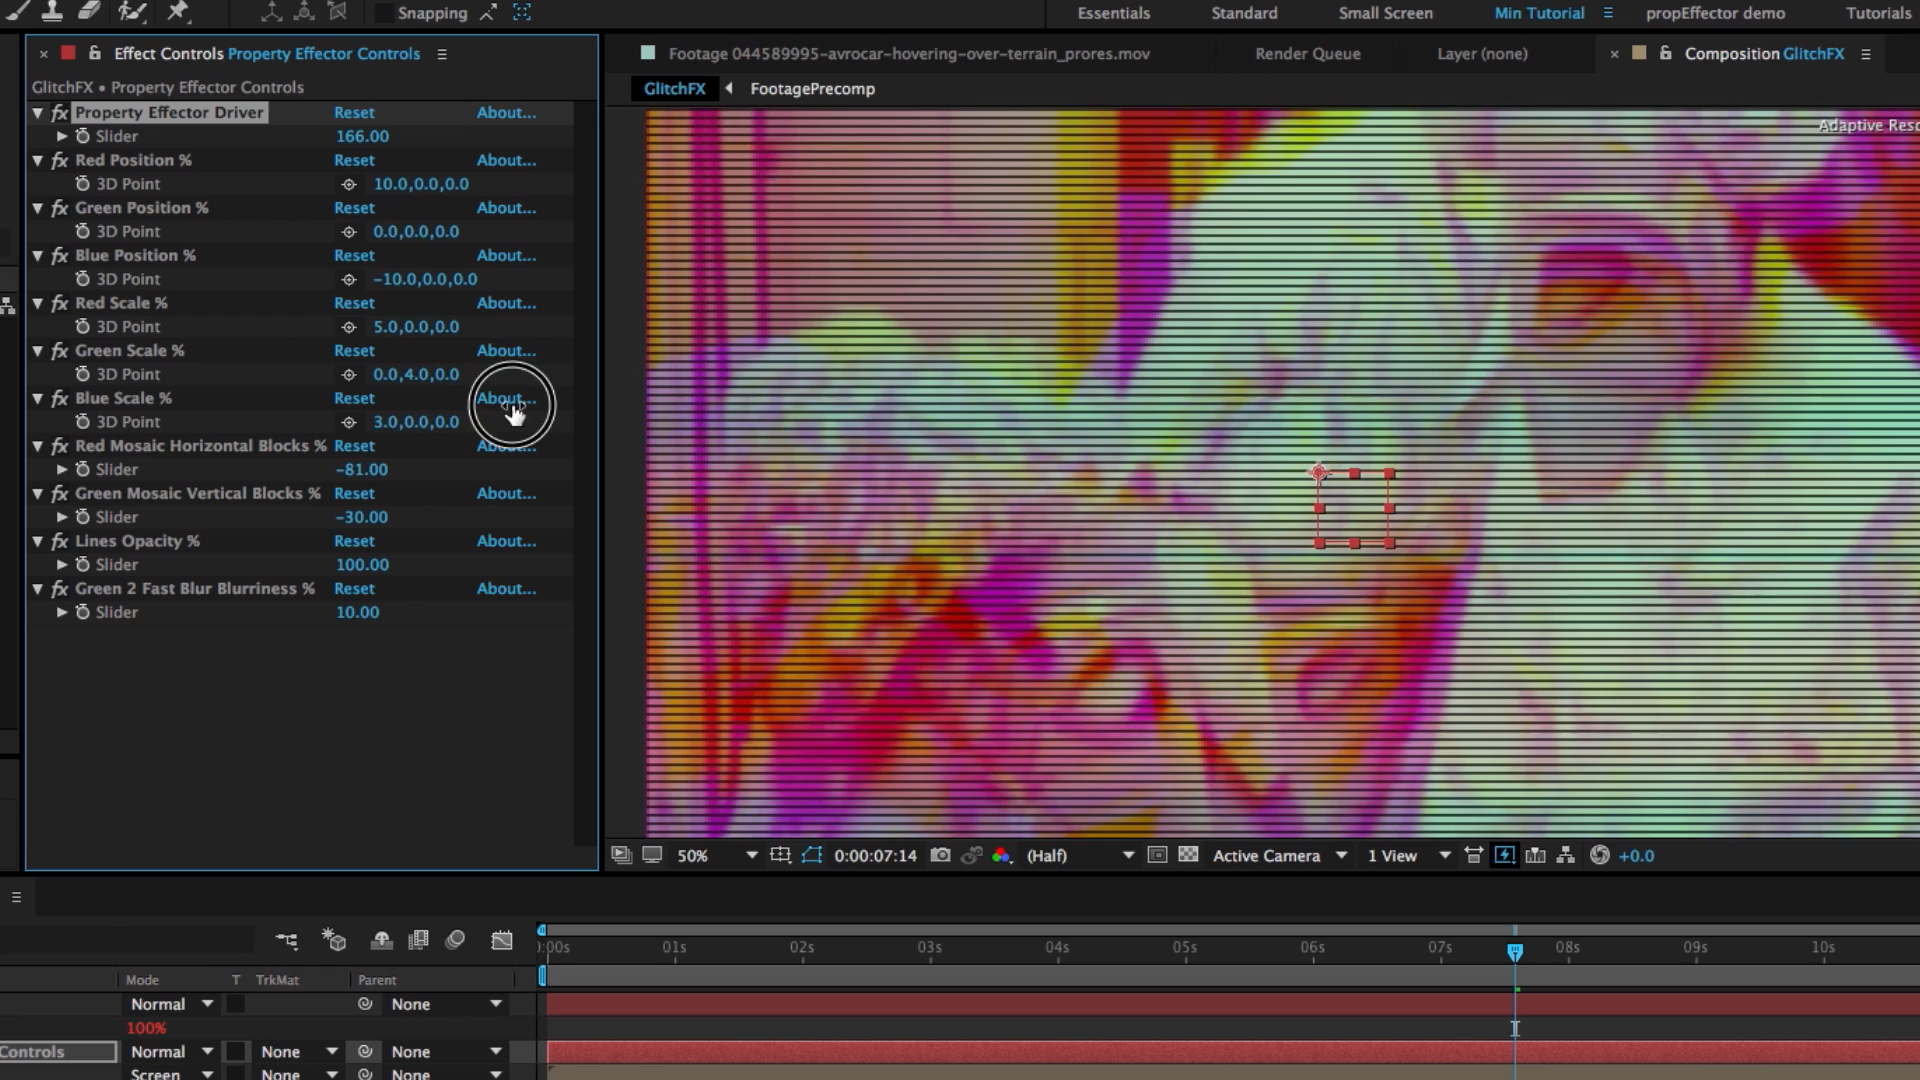 Snapping
Essentials
Standard
Small Screen
Min Tutorial
propEffector demo
Tutorials
Effect Controls Property Effector Controls
Footage 044589995-avrocar-hovering-over-terrain_prores.mov
Render Queue
Layer (none)
Composition GlitchFX
GlitchFX • Property Effector Controls
GlitchFX
FootagePrecomp
Property Effector Driver Reset About...
Slider 166.00
Adaptive Reso
Red Position % Reset About...
3D Point 10.0,0.0,0.0
Green Position % Reset About...
3D Point 0.0,0.0,0.0
Blue Position % Reset About...
3D Point -10.0,0.0,0.0
Red Scale % Reset About...
3D Point 5.0,0.0,0.0
Green Scale % Reset About...
3D Point 0.0,4.0,0.0
Blue Scale % Reset About...
3D Point 3.0,0.0,0.0
Red Mosaic Horizontal Blocks % Reset About...
Slider -81.00
Green Mosaic Vertical Blocks % Reset About...
Slider -30.00
Lines Opacity % Reset About...
Slider 100.00
Green 2 Fast Blur Blurriness % Reset About...
Slider 10.00
50%
0:00:07:14
(Half)
Active Camera
1 View
+0.0
:00s 01s 02s 03s 04s 05s 06s 07s 08s 09s 10s
Mode T TrkMat Parent
Normal None
100%
Controls Normal None None
Screen None None